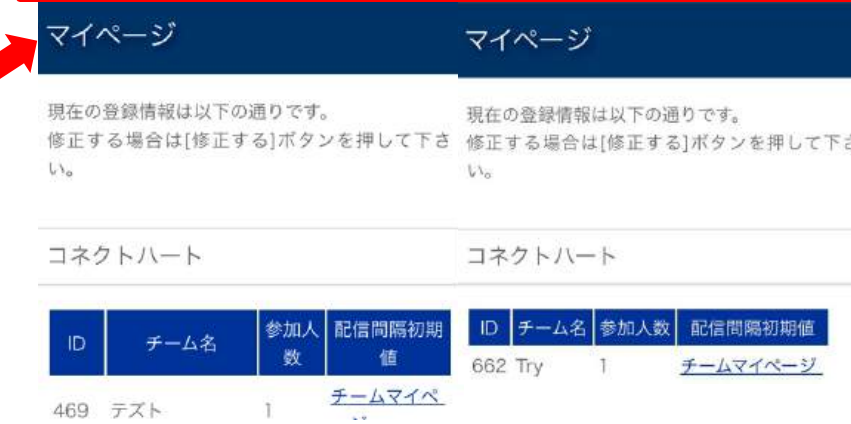 マイページ
現在の登録情報は以下の通りです。
修正する場合は[修正する]ボタンを押して下さ
い。
コネクトハート
ID チーム名 参加人数 配信間隔初期値
469 テズト 1 チームマイペ
マイページ
現在の登録情報は以下の通りです。
修正する場合は[修正する]ボタンを押して下さ
い。
コネクトハート
ID チーム名 参加人数 配信間隔初期値
662 Try 1 チームマイページ